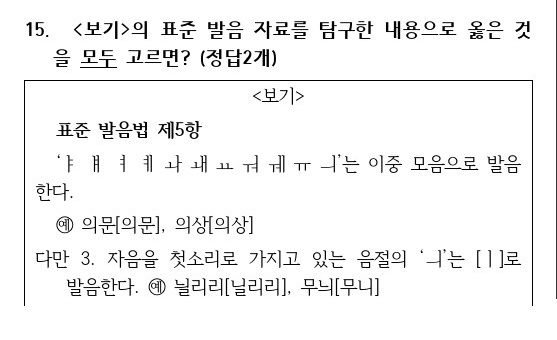 15. <보기>의 표준 발음 자료를 탐구한 내용으로 옳은 것
을 모두 고르면? (정답2개)
<보기>
표준 발음법 제5항
‘ㅑ ㅒ ㅕ ㅖ ㅘ ㅙ ㅛ ㅝ ㅞ ㅠ ㅢ’는 이중 모음으로 발음
한다.
㉠ 의문[의문], 의상[의상]
다만 3. 자음을 첫소리로 가지고 있는 음절의 ‘ㅢ’는 [ㅣ]로
발음한다. ㉠ 닐리리[닐리리], 무늬[무니]